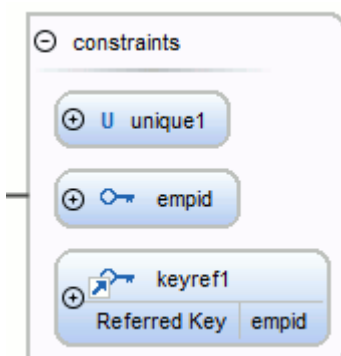 constraints
U unique1
empid
keyref1
Referred Key empid